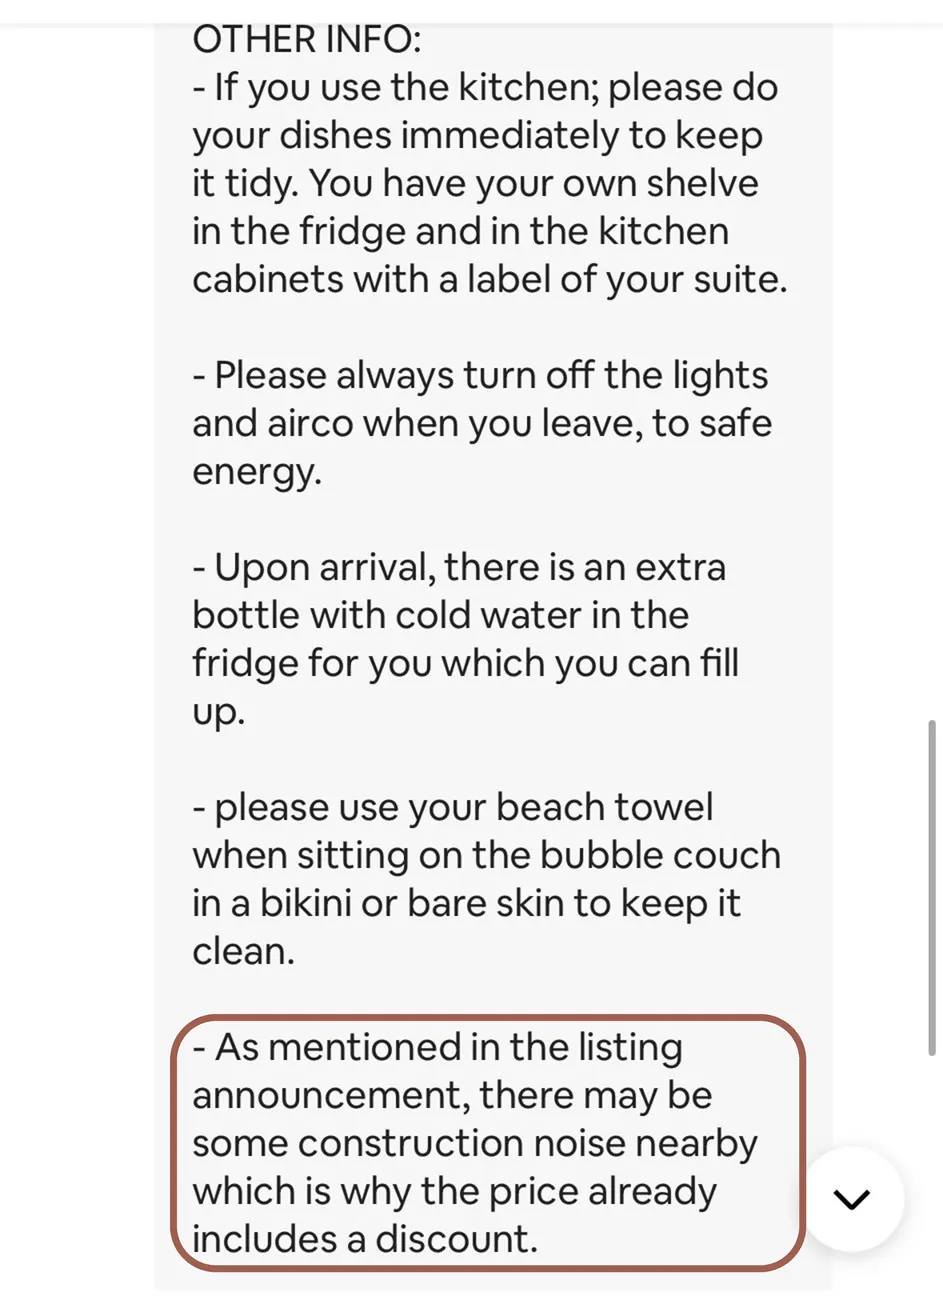 OTHER INFO:
- If you use the kitchen; please do
your dishes immediately to keep
it tidy. You have your own shelve
in the fridge and in the kitchen
cabinets with a label of your suite.
- Please always turn off the lights
and airco when you leave, to safe
energy.
- Upon arrival, there is an extra
bottle with cold water in the
fridge for you which you can fill
up.
- please use your beach towel
when sitting on the bubble couch
in a bikini or bare skin to keep it
clean.
- As mentioned in the listing
announcement, there may be
some construction noise nearby
which is why the price already
includes a discount.